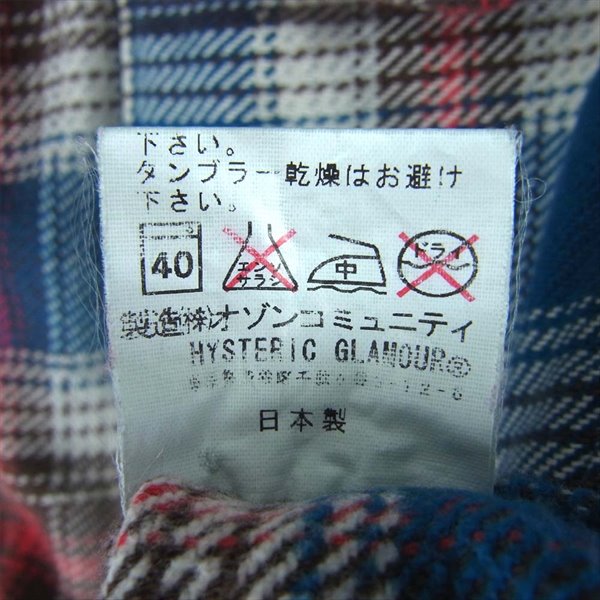 下さい。
タンブラー乾燥はお避け
下さい。
40
エンソ
サラシ
中
ドライ
製造(株)オゾンコミュニティ
HYSTERIC GLAMOUR®
日本製